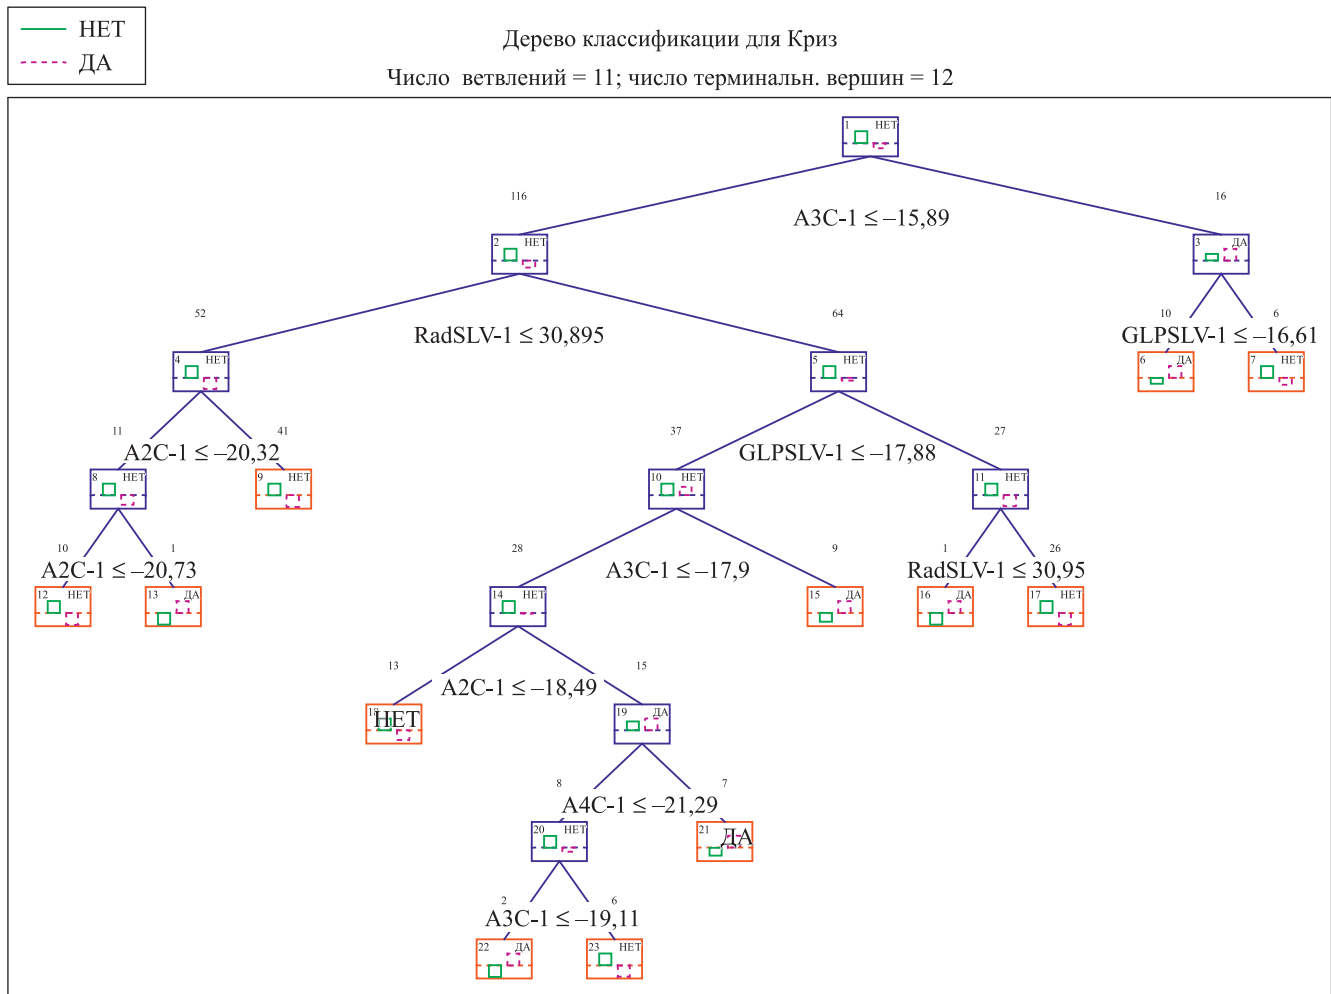 НЕТ
ДА
Дерево классификации для Криз
Число ветвлений = 11; число терминальн. вершин = 12
1 НЕТ
116
16
A3C-1 ≤ –15,89
2 НЕТ
3 ДА
52
64
10
6
RadSLV-1 ≤ 30,895
GLPSLV-1 ≤ –16,61
4 НЕТ
5 НЕТ
6 ДА
7 НЕТ
11
41
37
27
A2C-1 ≤ –20,32
GLPSLV-1 ≤ –17,88
8 НЕТ
9 НЕТ
10 НЕТ
11 НЕТ
10
1
28
9
1
26
A2C-1 ≤ –20,73
A3C-1 ≤ –17,9
RadSLV-1 ≤ 30,95
12 НЕТ
13 ДА
14 НЕТ
15 ДА
16 ДА
17 НЕТ
13
15
A2C-1 ≤ –18,49
18 НЕТ
19 ДА
8
7
A4C-1 ≤ –21,29
20 НЕТ
21 ДА
2
6
A3C-1 ≤ –19,11
22 ДА
23 НЕТ